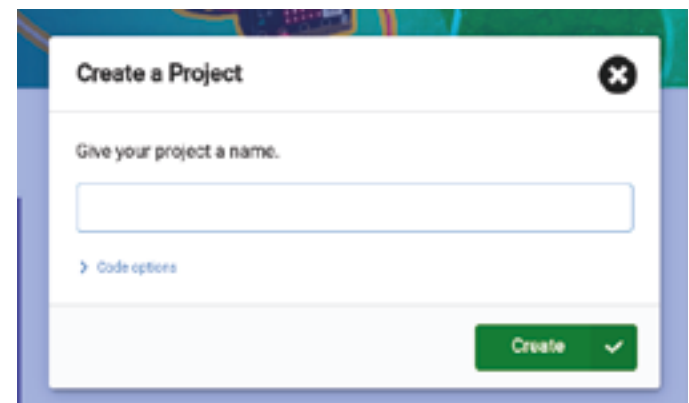 Create a Project
Give your project a name.
Code options
Create